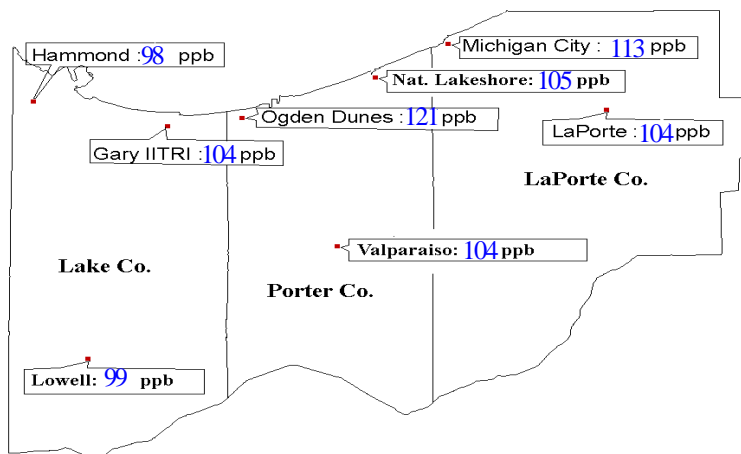 Hammond :98 ppb
Michigan City : 113 ppb
Nat. Lakeshore: 105 ppb
Ogden Dunes :121 ppb
LaPorte : 104 ppb
Gary IITRI :104 ppb
LaPorte Co.
Valparaiso: 104 ppb
Lake Co.
Porter Co.
Lowell: 99 ppb